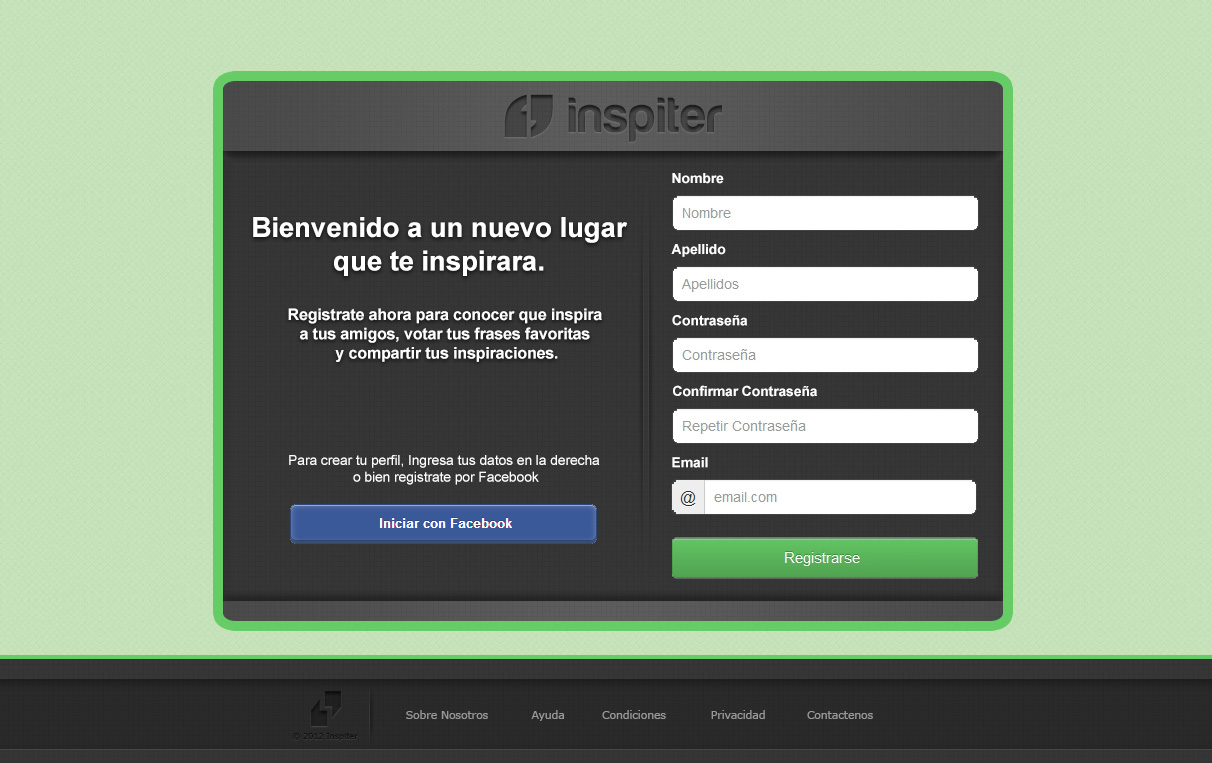 inspiter
Bienvenido a un nuevo lugar
que te inspirara.
Registrate ahora para conocer que inspira
a tus amigos, votar tus frases favoritas
y compartir tus inspiraciones.
Para crear tu perfil, Ingresa tus datos en la derecha
o bien registrate por Facebook
Iniciar con Facebook
Nombre
Nombre
Apellido
Apellidos
Contraseña
Contraseña
Confirmar Contraseña
Repetir Contraseña
Email
@ email.com
Registrarse
© 2012 Inspiter
Sobre Nosotros Ayuda Condiciones Privacidad Contactenos